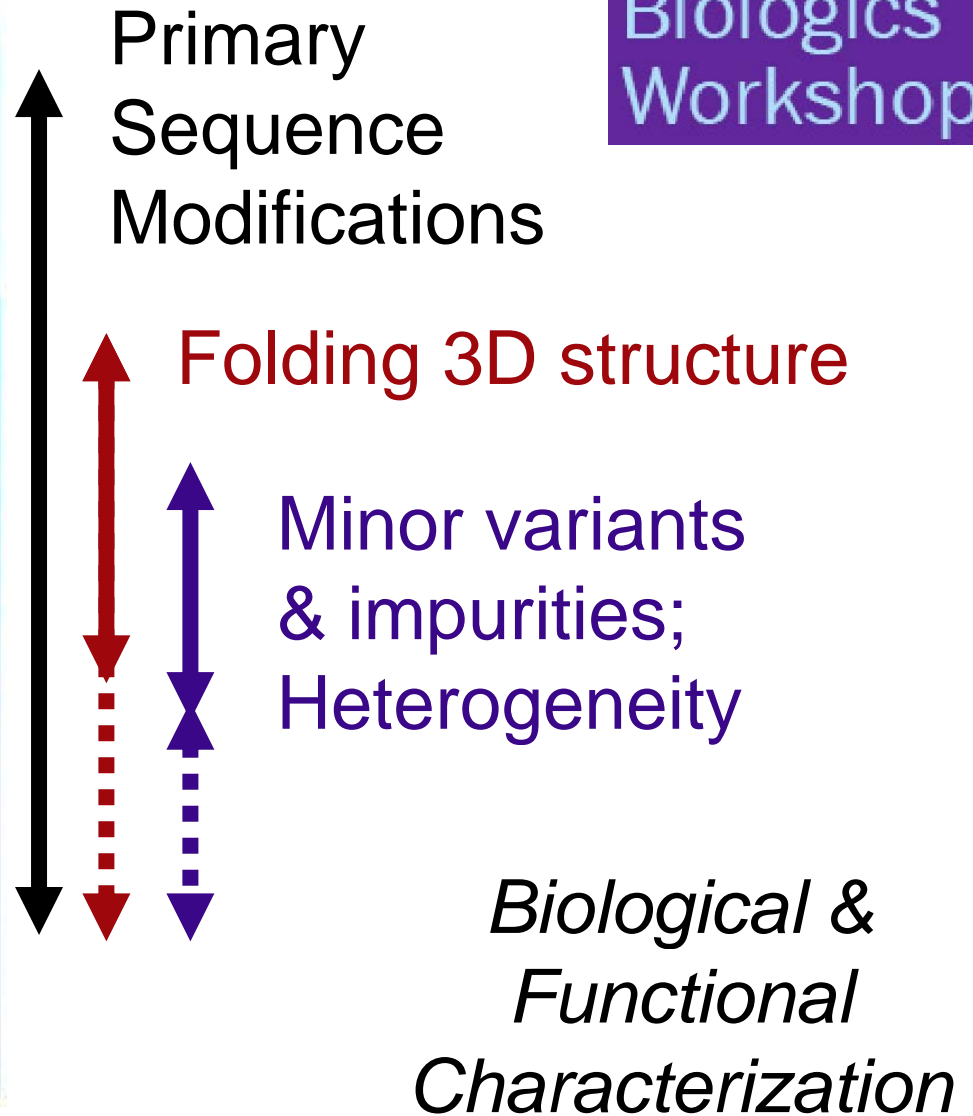 Primary
Sequence
Modifications
Biologics
Workshop
Folding 3D structure
Minor variants
& impurities;
Heterogeneity
Biological &
Functional
Characterization